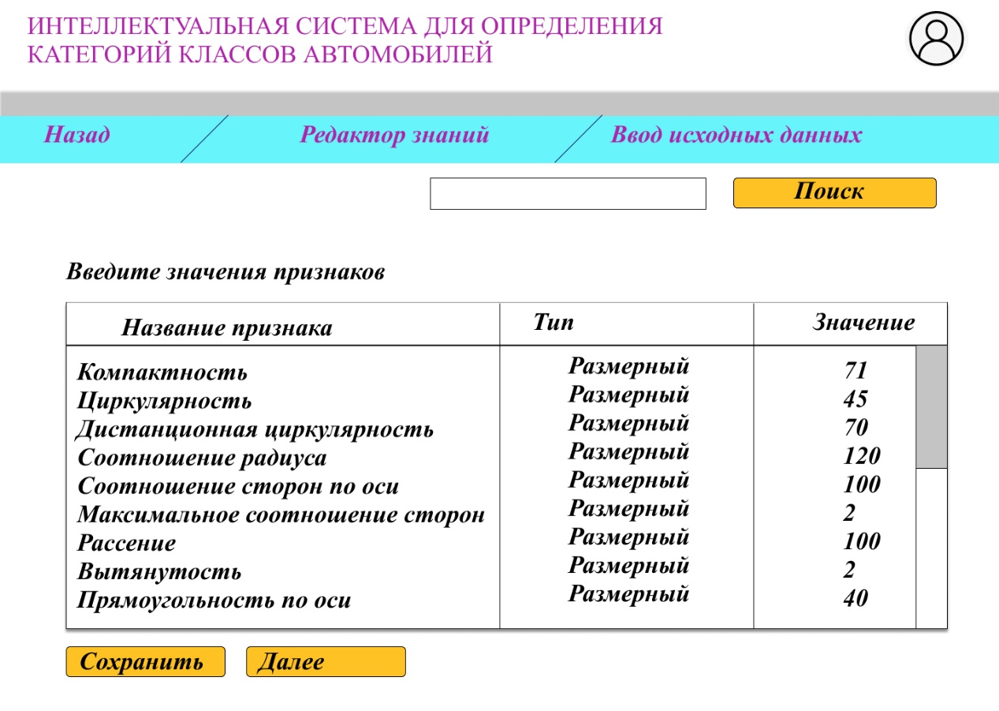 ИНТЕЛЛЕКТУАЛЬНАЯ СИСТЕМА ДЛЯ ОПРЕДЕЛЕНИЯ
КАТЕГОРИЙ КЛАССОВ АВТОМОБИЛЕЙ
Назад Редактор знаний Ввод исходных данных
Поиск
Введите значения признаков
Название признака Тип Значение
Компактность Размерный 71
Циркулярность Размерный 45
Дистанционная циркулярность Размерный 70
Соотношение радиуса Размерный 120
Соотношение сторон по оси Размерный 100
Максимальное соотношение сторон Размерный 2
Рассение Размерный 100
Вытянутость Размерный 2
Прямоугольность по оси Размерный 40
Сохранить Далее